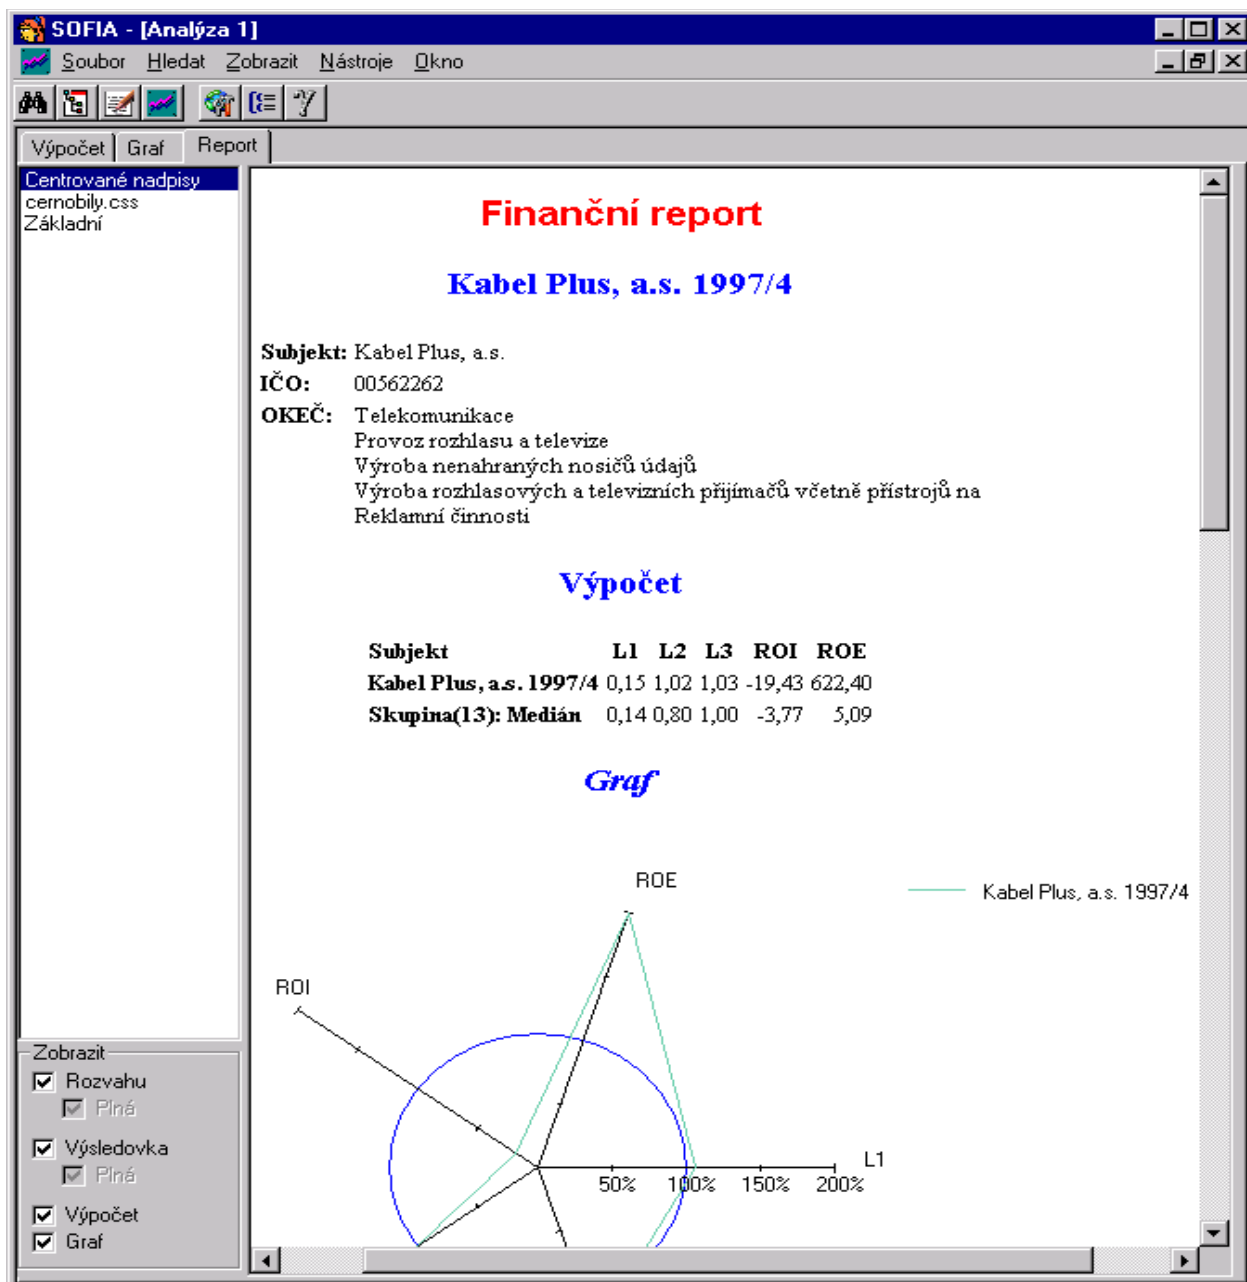 SOFIA - [Analýza 1]
Soubor Hledat Zobrazit Nástroje Okno
Výpočet Graf Report
Centrované nadpisy
cernobily.css
Základní
Finanční report
Kabel Plus, a.s. 1997/4
Subjekt: Kabel Plus, a.s.
IČO: 00562262
OKEČ: Telekomunikace
Provoz rozhlasu a televize
Výroba nenahraných nosičů údajů
Výroba rozhlasových a televizních přijímačů včetně přístrojů na
Reklamní činnosti
Výpočet
Subjekt L1 L2 L3 ROI ROE
Kabel Plus, a.s. 1997/4 0,15 1,02 1,03 -19,43 622,40
Skupina(13): Medián 0,14 0,80 1,00 -3,77 5,09
Graf
ROE
Kabel Plus, a.s. 1997/4
ROI
L1
50% 100% 150% 200%
Zobrazit
Rozvahu
Plná
Výsledovka
Plná
Výpočet
Graf